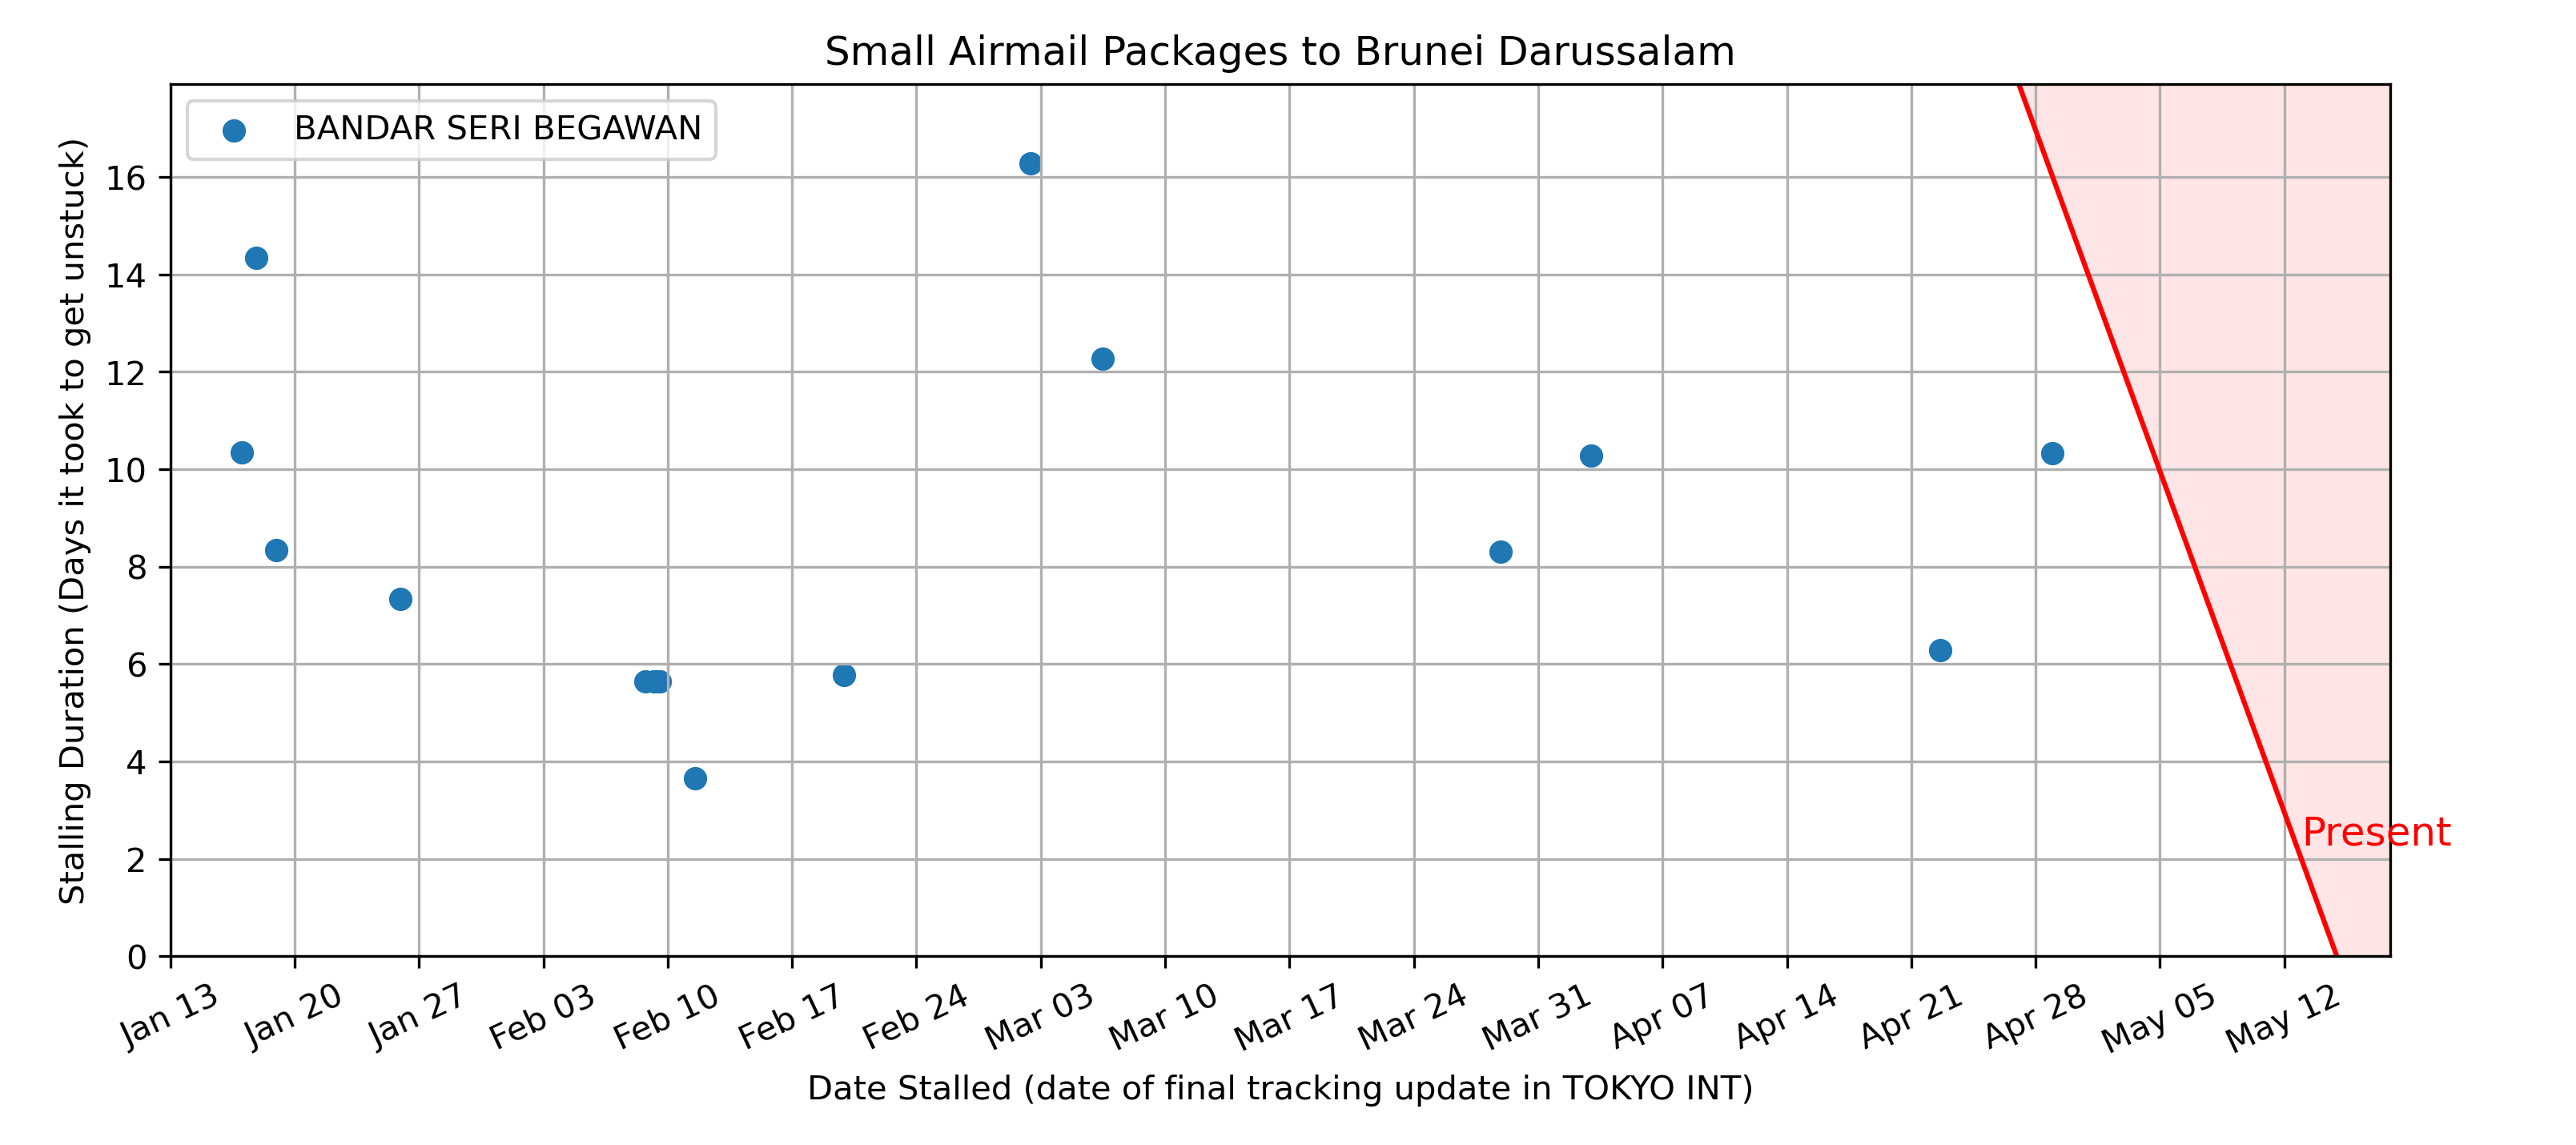 Small Airmail Packages to Brunei Darussalam
BANDAR SERI BEGAWAN
Stalling Duration (Days it took to get unstuck)
16
14
12
10
8
6
4
2
0
Present
Jan 13
Jan 20
Jan 27
Feb 03
Feb 10
Feb 17
Feb 24
Mar 03
Mar 10
Mar 17
Mar 24
Mar 31
Apr 07
Apr 14
Apr 21
Apr 28
May 05
May 12
Date Stalled (date of final tracking update in TOKYO INT)